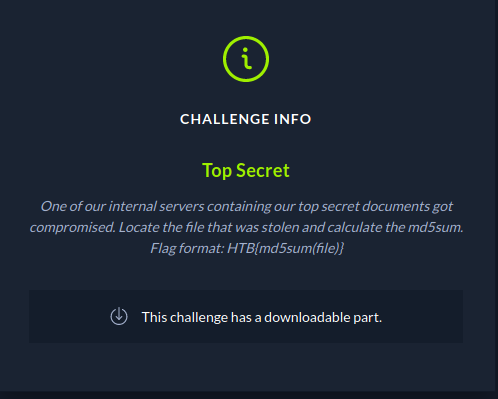 CHALLENGE INFO
Top Secret
One of our internal servers containing our top secret documents got
compromised. Locate the file that was stolen and calculate the md5sum.
Flag format: HTB{md5sum(file)}
This challenge has a downloadable part.